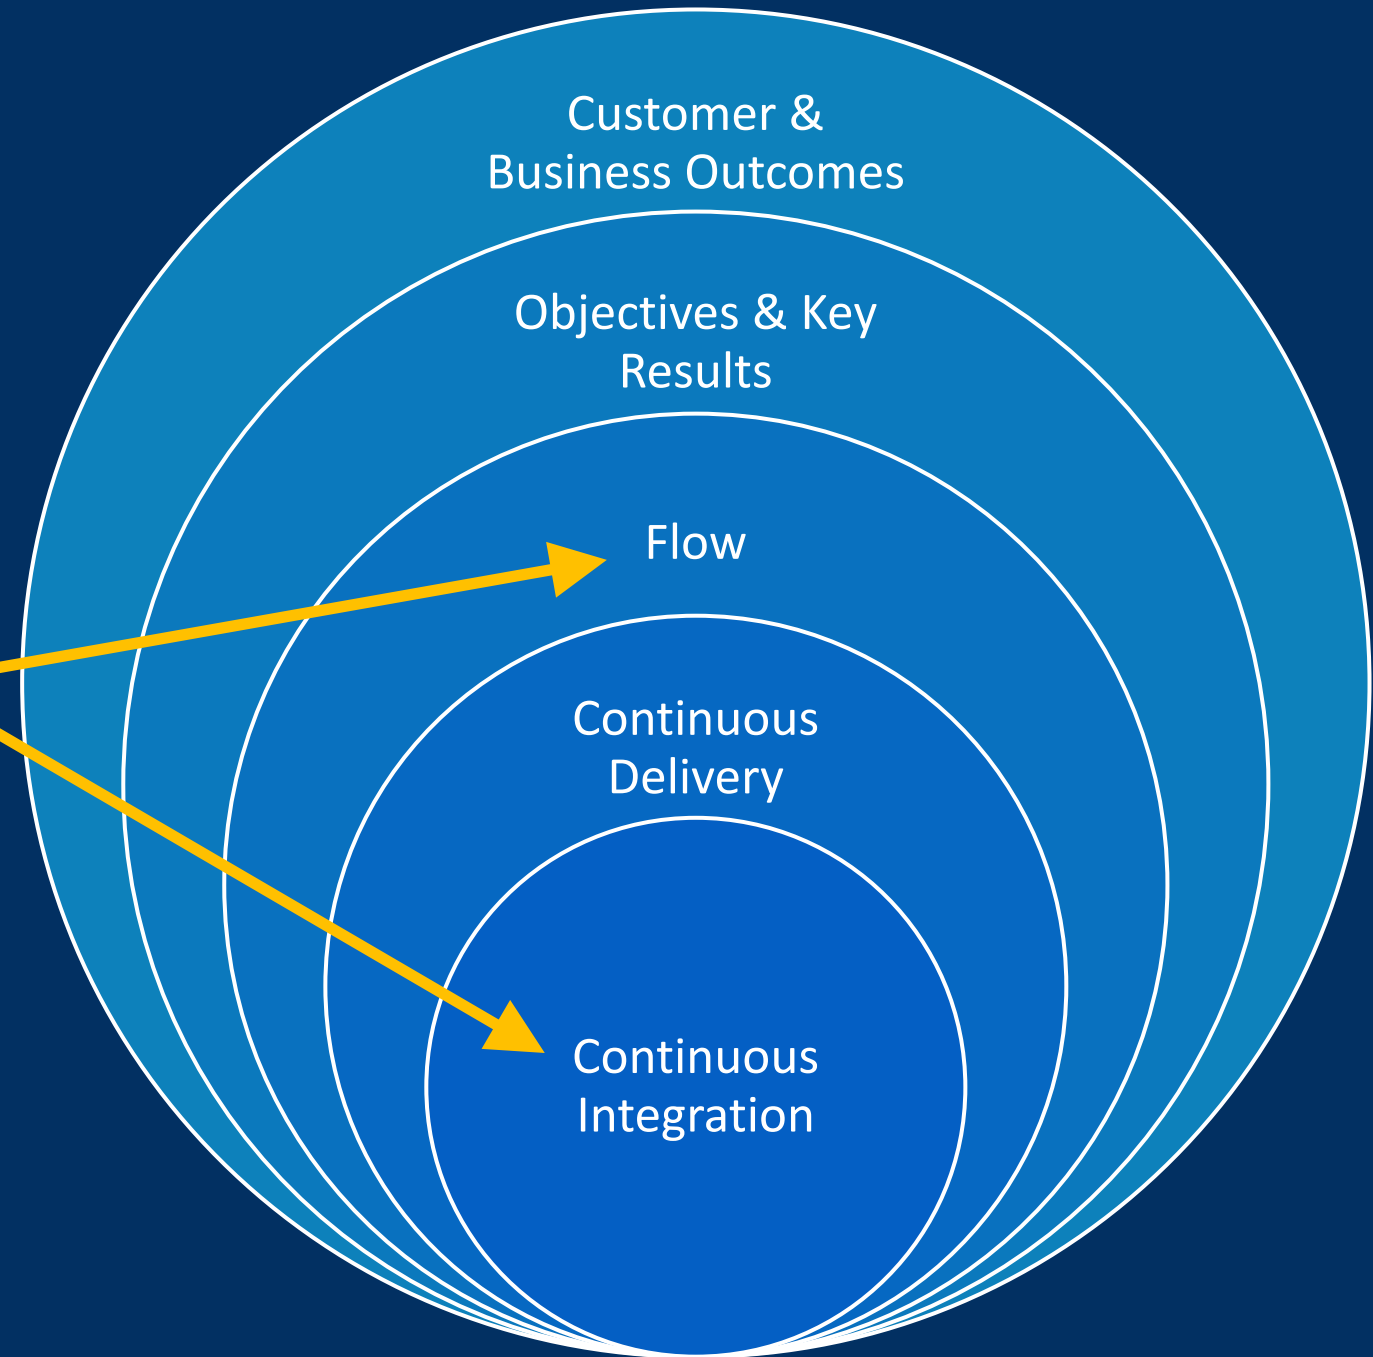 Customer &
Business Outcomes
Objectives & Key
Results
Flow
Continuous
Delivery
Continuous
Integration